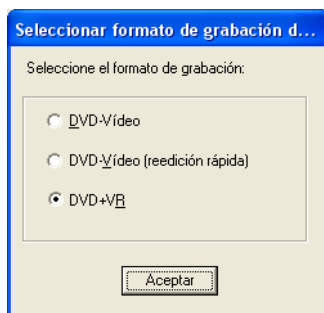 Seleccionar formato de grabación d...
Seleccione el formato de grabación:
DVD-Vídeo
DVD-Vídeo (reedición rápida)
DVD+VR
Aceptar